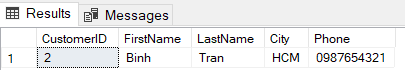 Results Messages
CustomerID FirstName LastName City Phone
1 2 Binh Tran HCM 0987654321